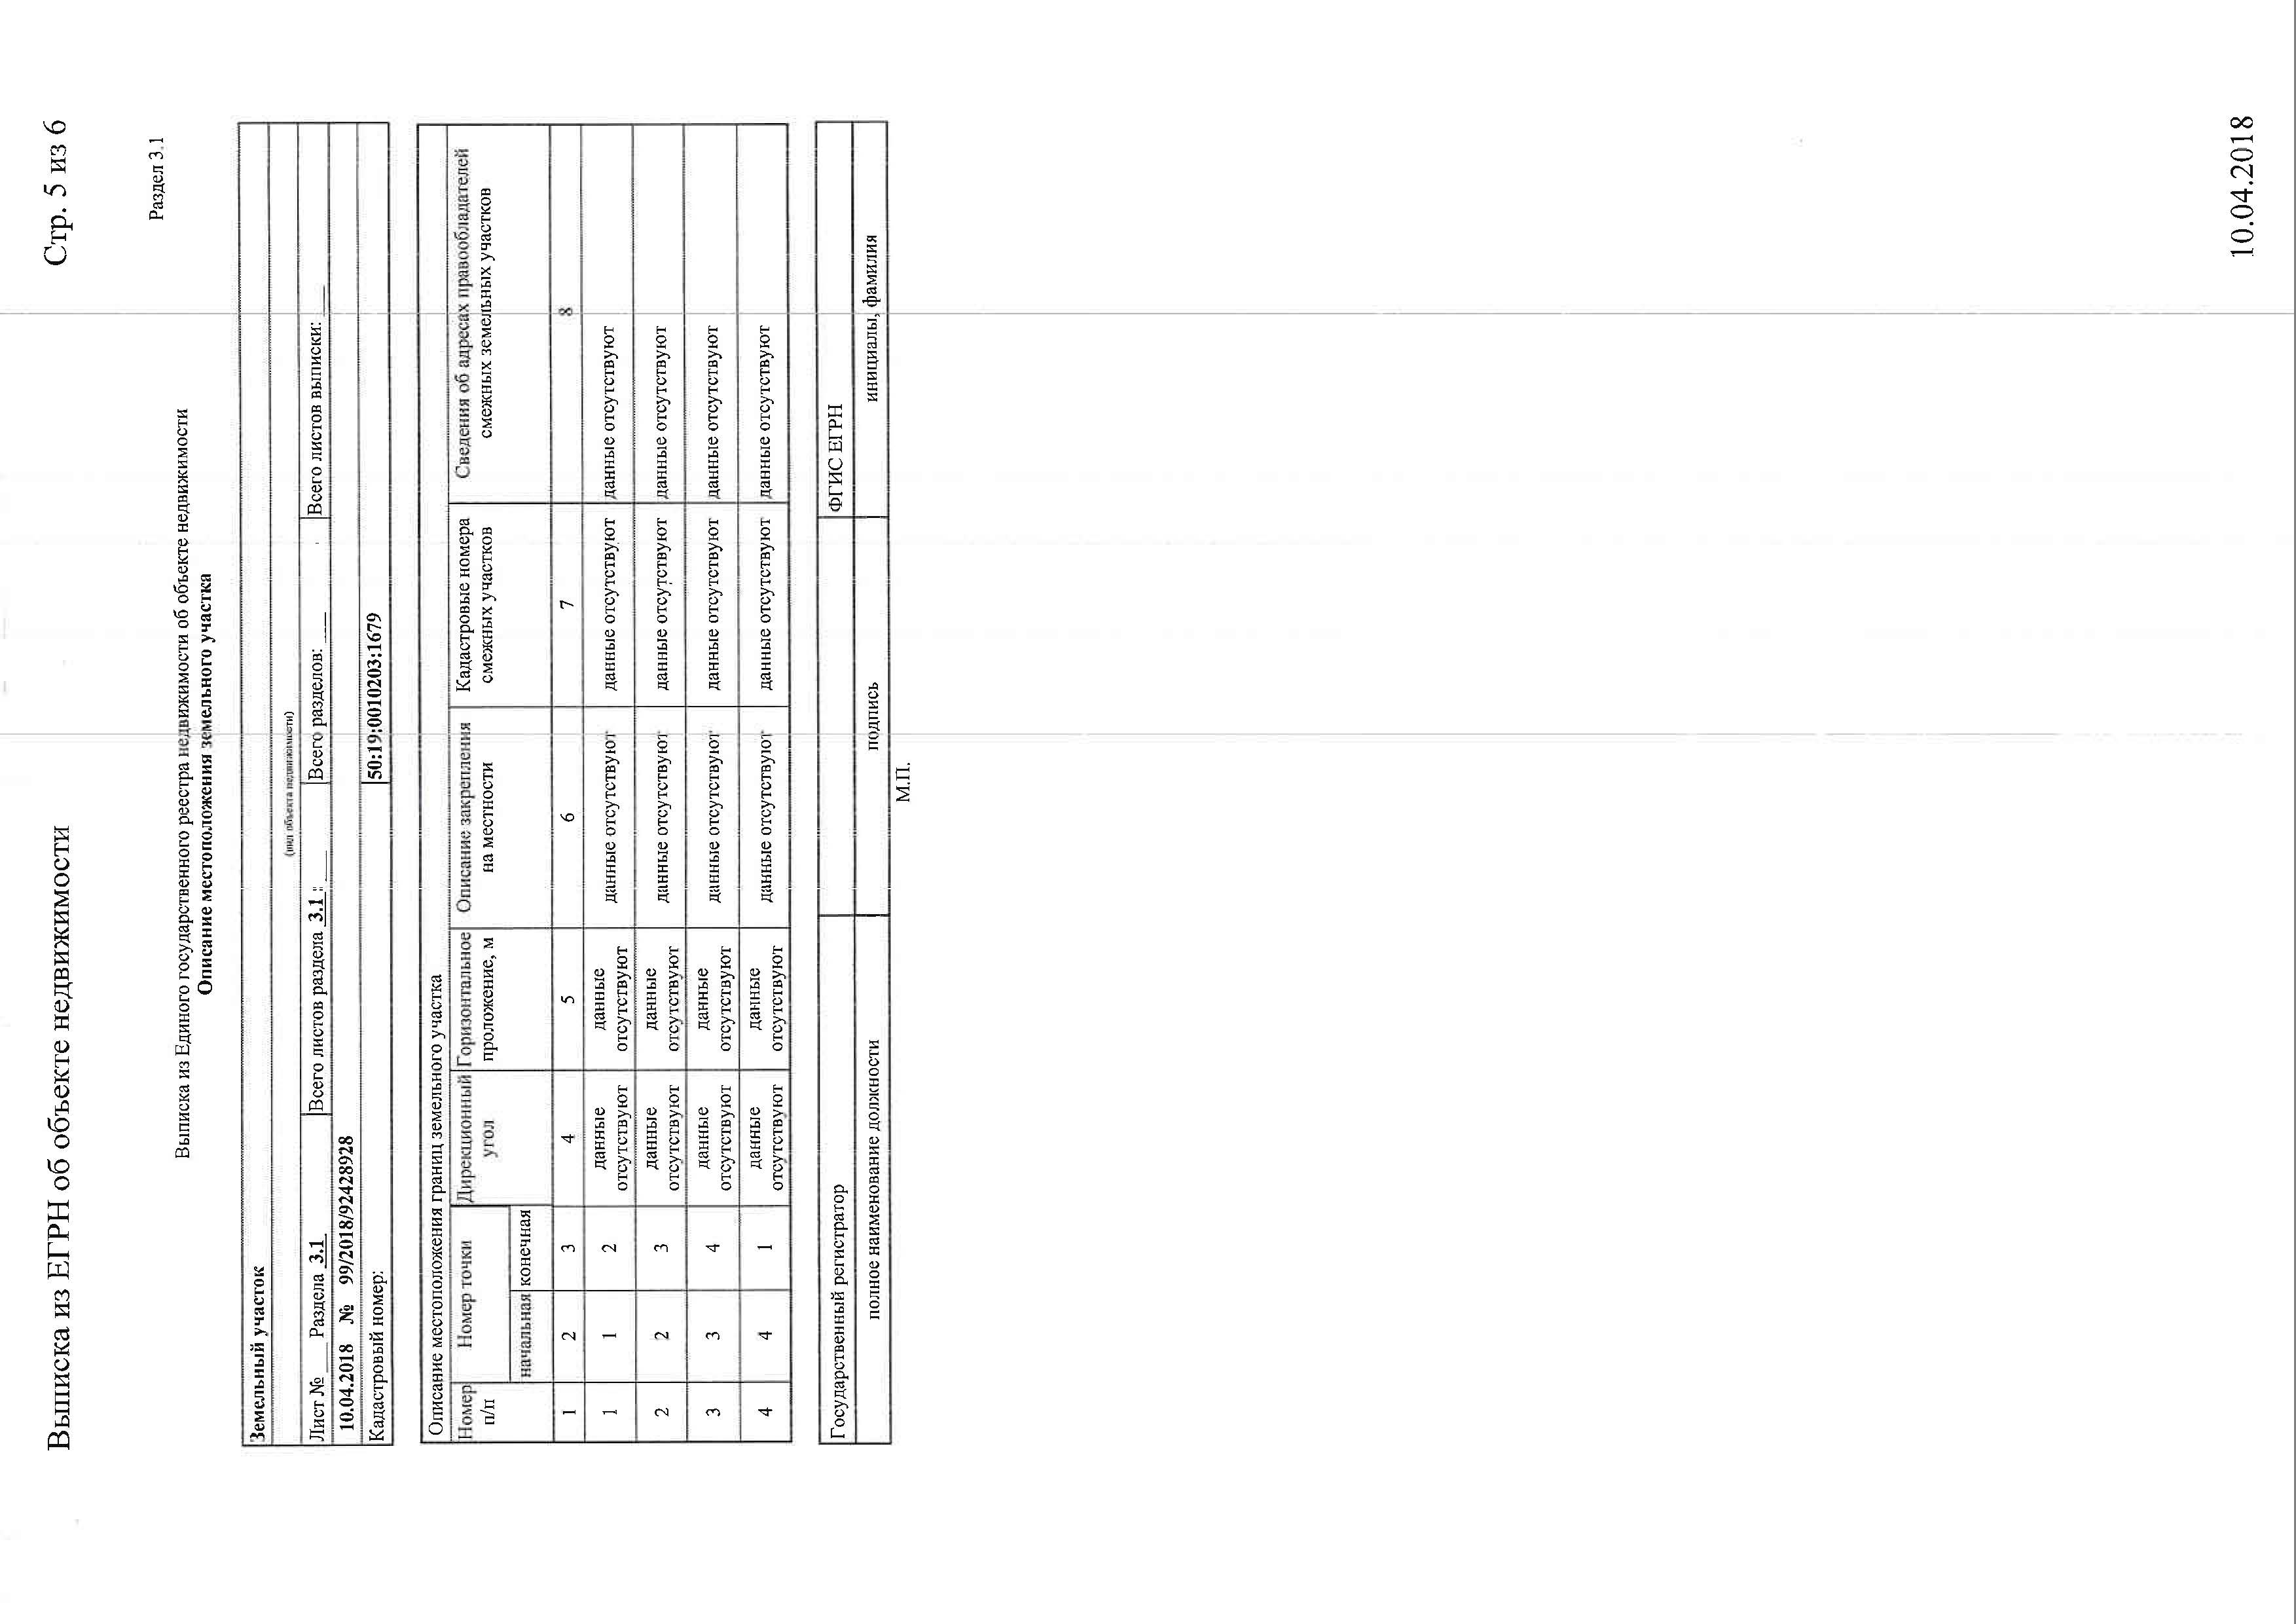 Выписка из ЕГРН об объекте недвижимости Стр. 5 из 6
Раздел 3.1
Выписка из Единого государственного реестра недвижимости об объекте недвижимости
Описание местоположения земельного участка
Земельный участок
(вид объекта недвижимости)
Лист № ___ Раздела 3.1 Всего листов раздела 3.1 : ___ Всего разделов: ___ Всего листов выписки: ___
10.04.2018 № 99/2018/92428928
Кадастровый номер: 50:19:0010203:1679
Описание местоположения границ земельного участка
Номер п/п Номер точки Дирекционный угол Горизонтальное проложение, м Описание закрепления на местности Кадастровые номера смежных участков Сведения об адресах правообладателей смежных земельных участков
начальная конечная
1 2 3 4 5 6 7 8
1 1 2 данные отсутствуют данные отсутствуют данные отсутствуют данные отсутствуют данные отсутствуют
2 2 3 данные отсутствуют данные отсутствуют данные отсутствуют данные отсутствуют данные отсутствуют
3 3 4 данные отсутствуют данные отсутствуют данные отсутствуют данные отсутствуют данные отсутствуют
4 4 1 данные отсутствуют данные отсутствуют данные отсутствуют данные отсутствуют данные отсутствуют
Государственный регистратор ФГИС ЕГРН
полное наименование должности подпись инициалы, фамилия
М.П.
10.04.2018